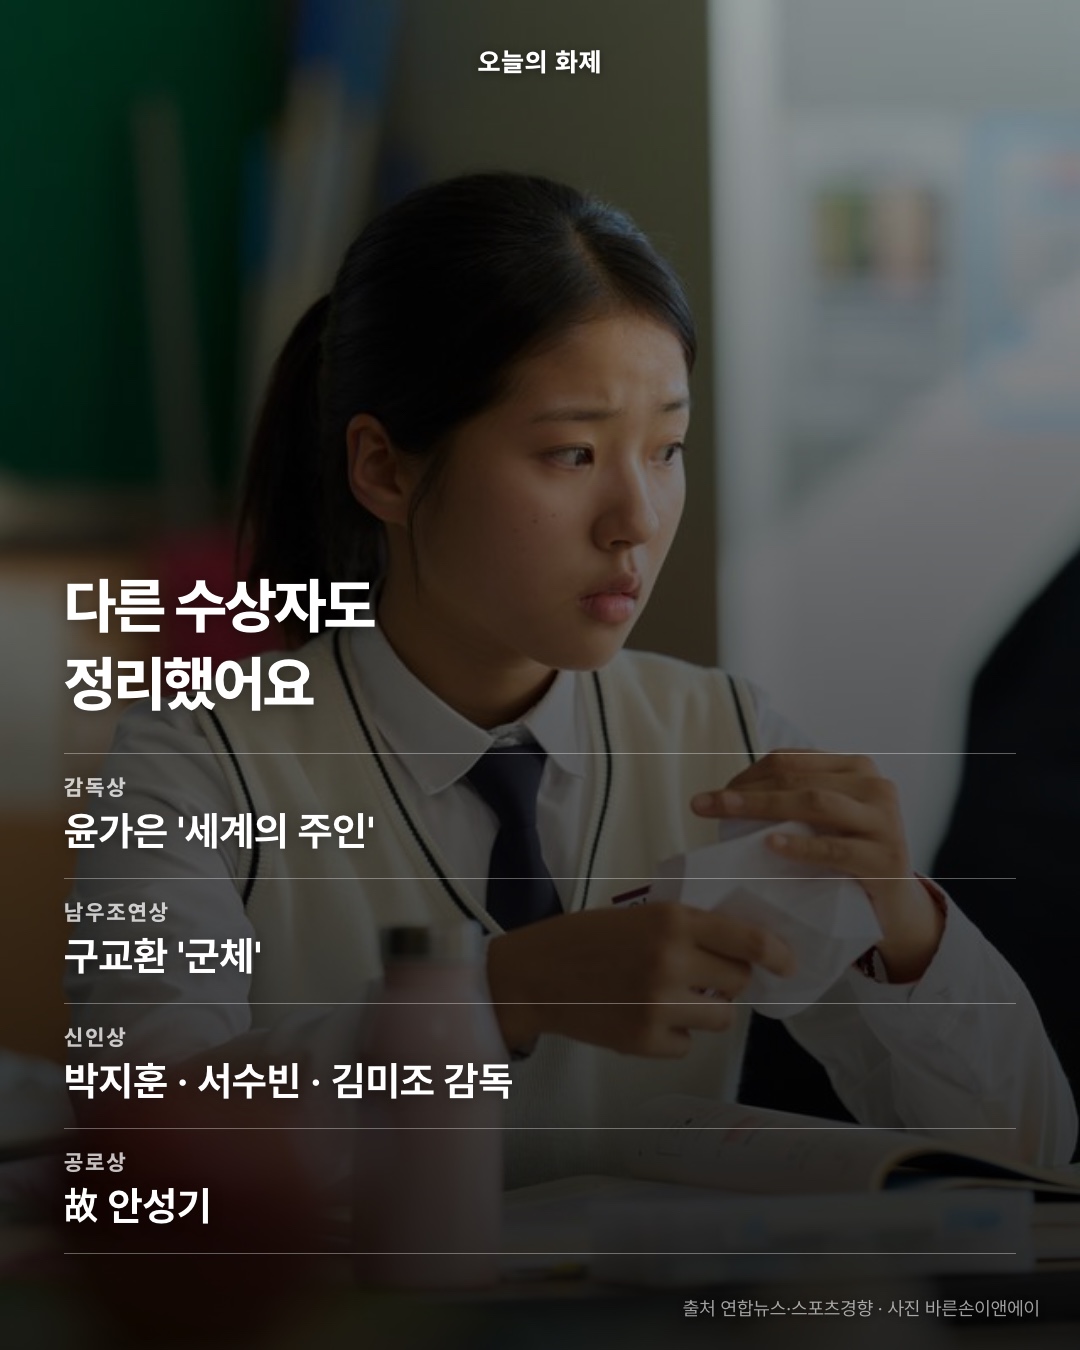 오늘의 화제
다른 수상자도
정리했어요
감독상
윤가은 '세계의 주인'
남우조연상
구교환 '군체'
신인상
박지훈 · 서수빈 · 김미조 감독
공로상
故 안성기
출처 연합뉴스·스포츠경향 · 사진 바른손이앤에이